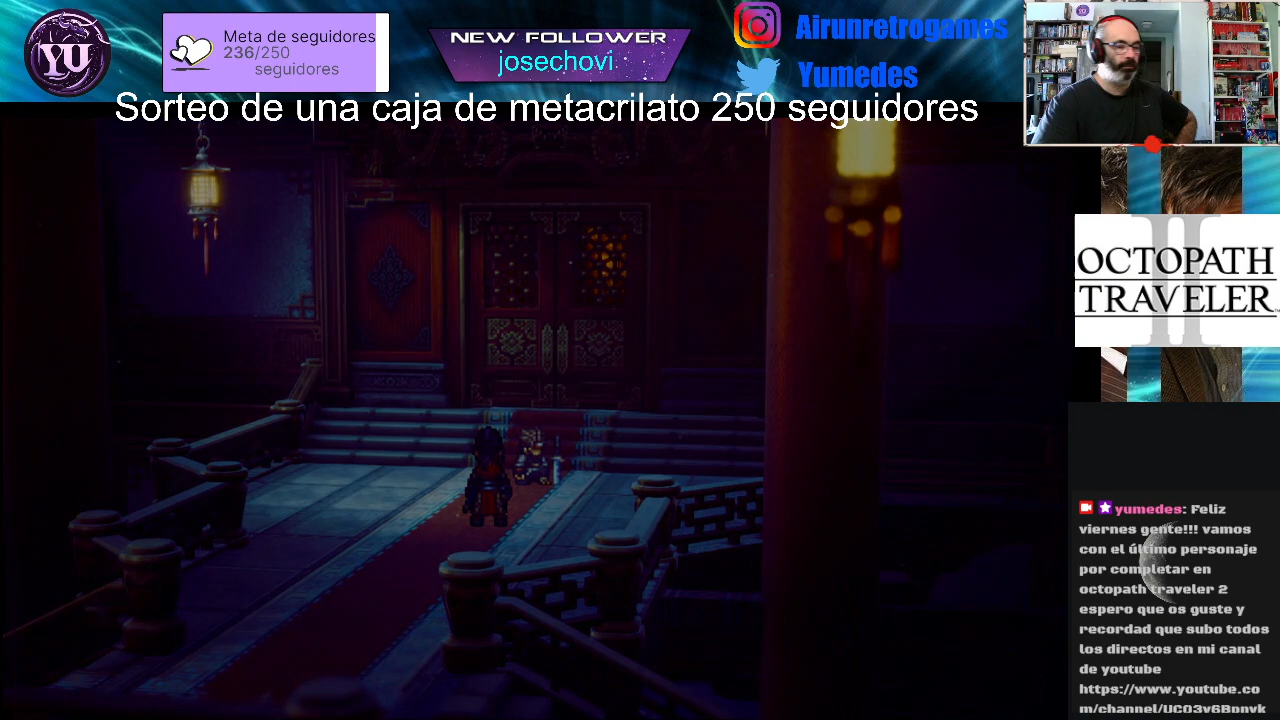 YU
Meta de seguidores
236/250
seguidores
NEW FOLLOWER
josechovi
Airunretrogames
Yumedes
Sorteo de una caja de metacrilato 250 seguidores
OCTOPATH
TRAVELER
II
yumedes: Feliz
viernes gente!!! vamos
con el último personaje
por completar en
octopath traveler 2
espero que os guste y
recordad que subo todos
los directos en mi canal
de youtube
https://www.youtube.co
m/channel/UC03v6Bpnvk